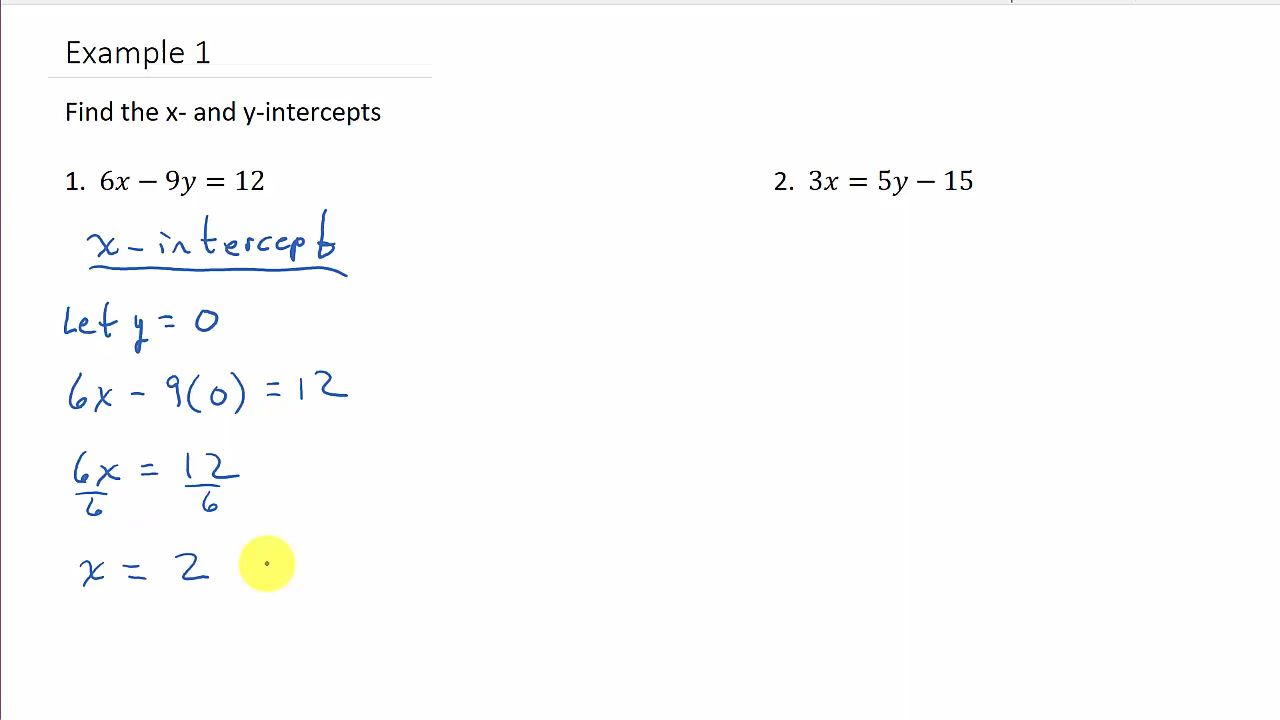 Example 1
Find the x- and y-intercepts
1. 6x − 9y = 12
x-intercept
Let y = 0
6x - 9(0) = 12
6x/6 = 12/6
x = 2
2. 3x = 5y − 15